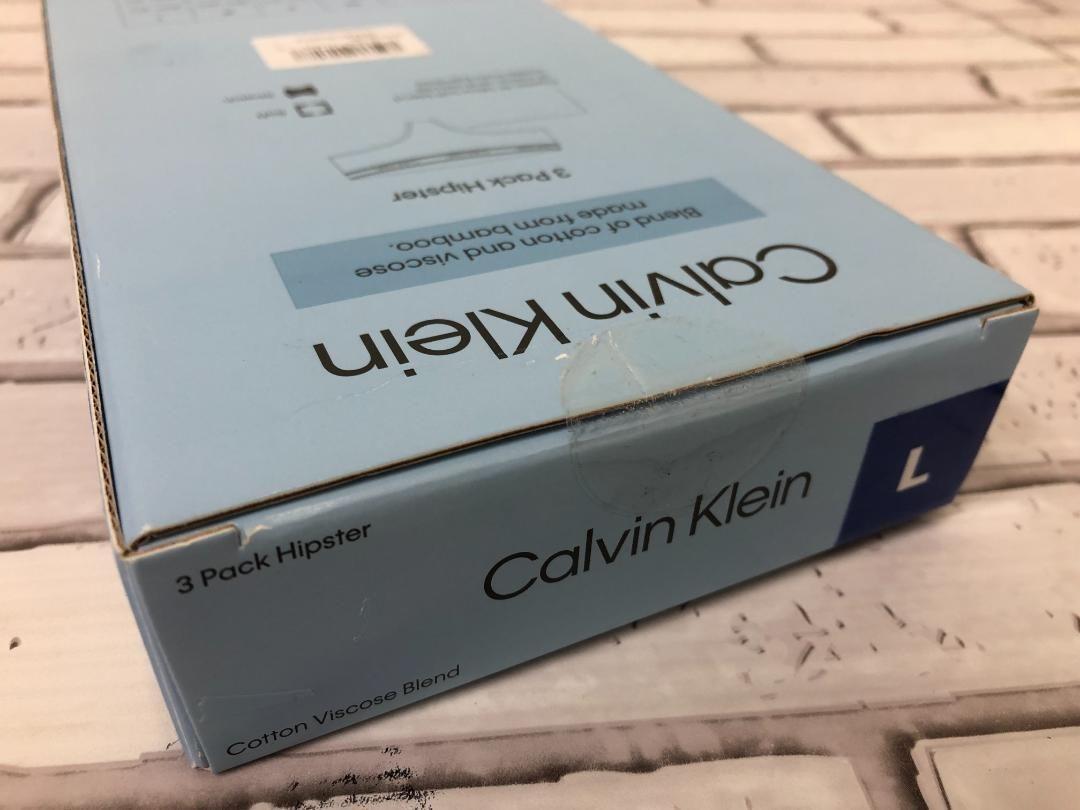 Calvin Klein
Blend of cotton and viscose
made from bamboo.
3 Pack Hipster
3 Pack Hipster
Calvin Klein
L
Cotton Viscose Blend